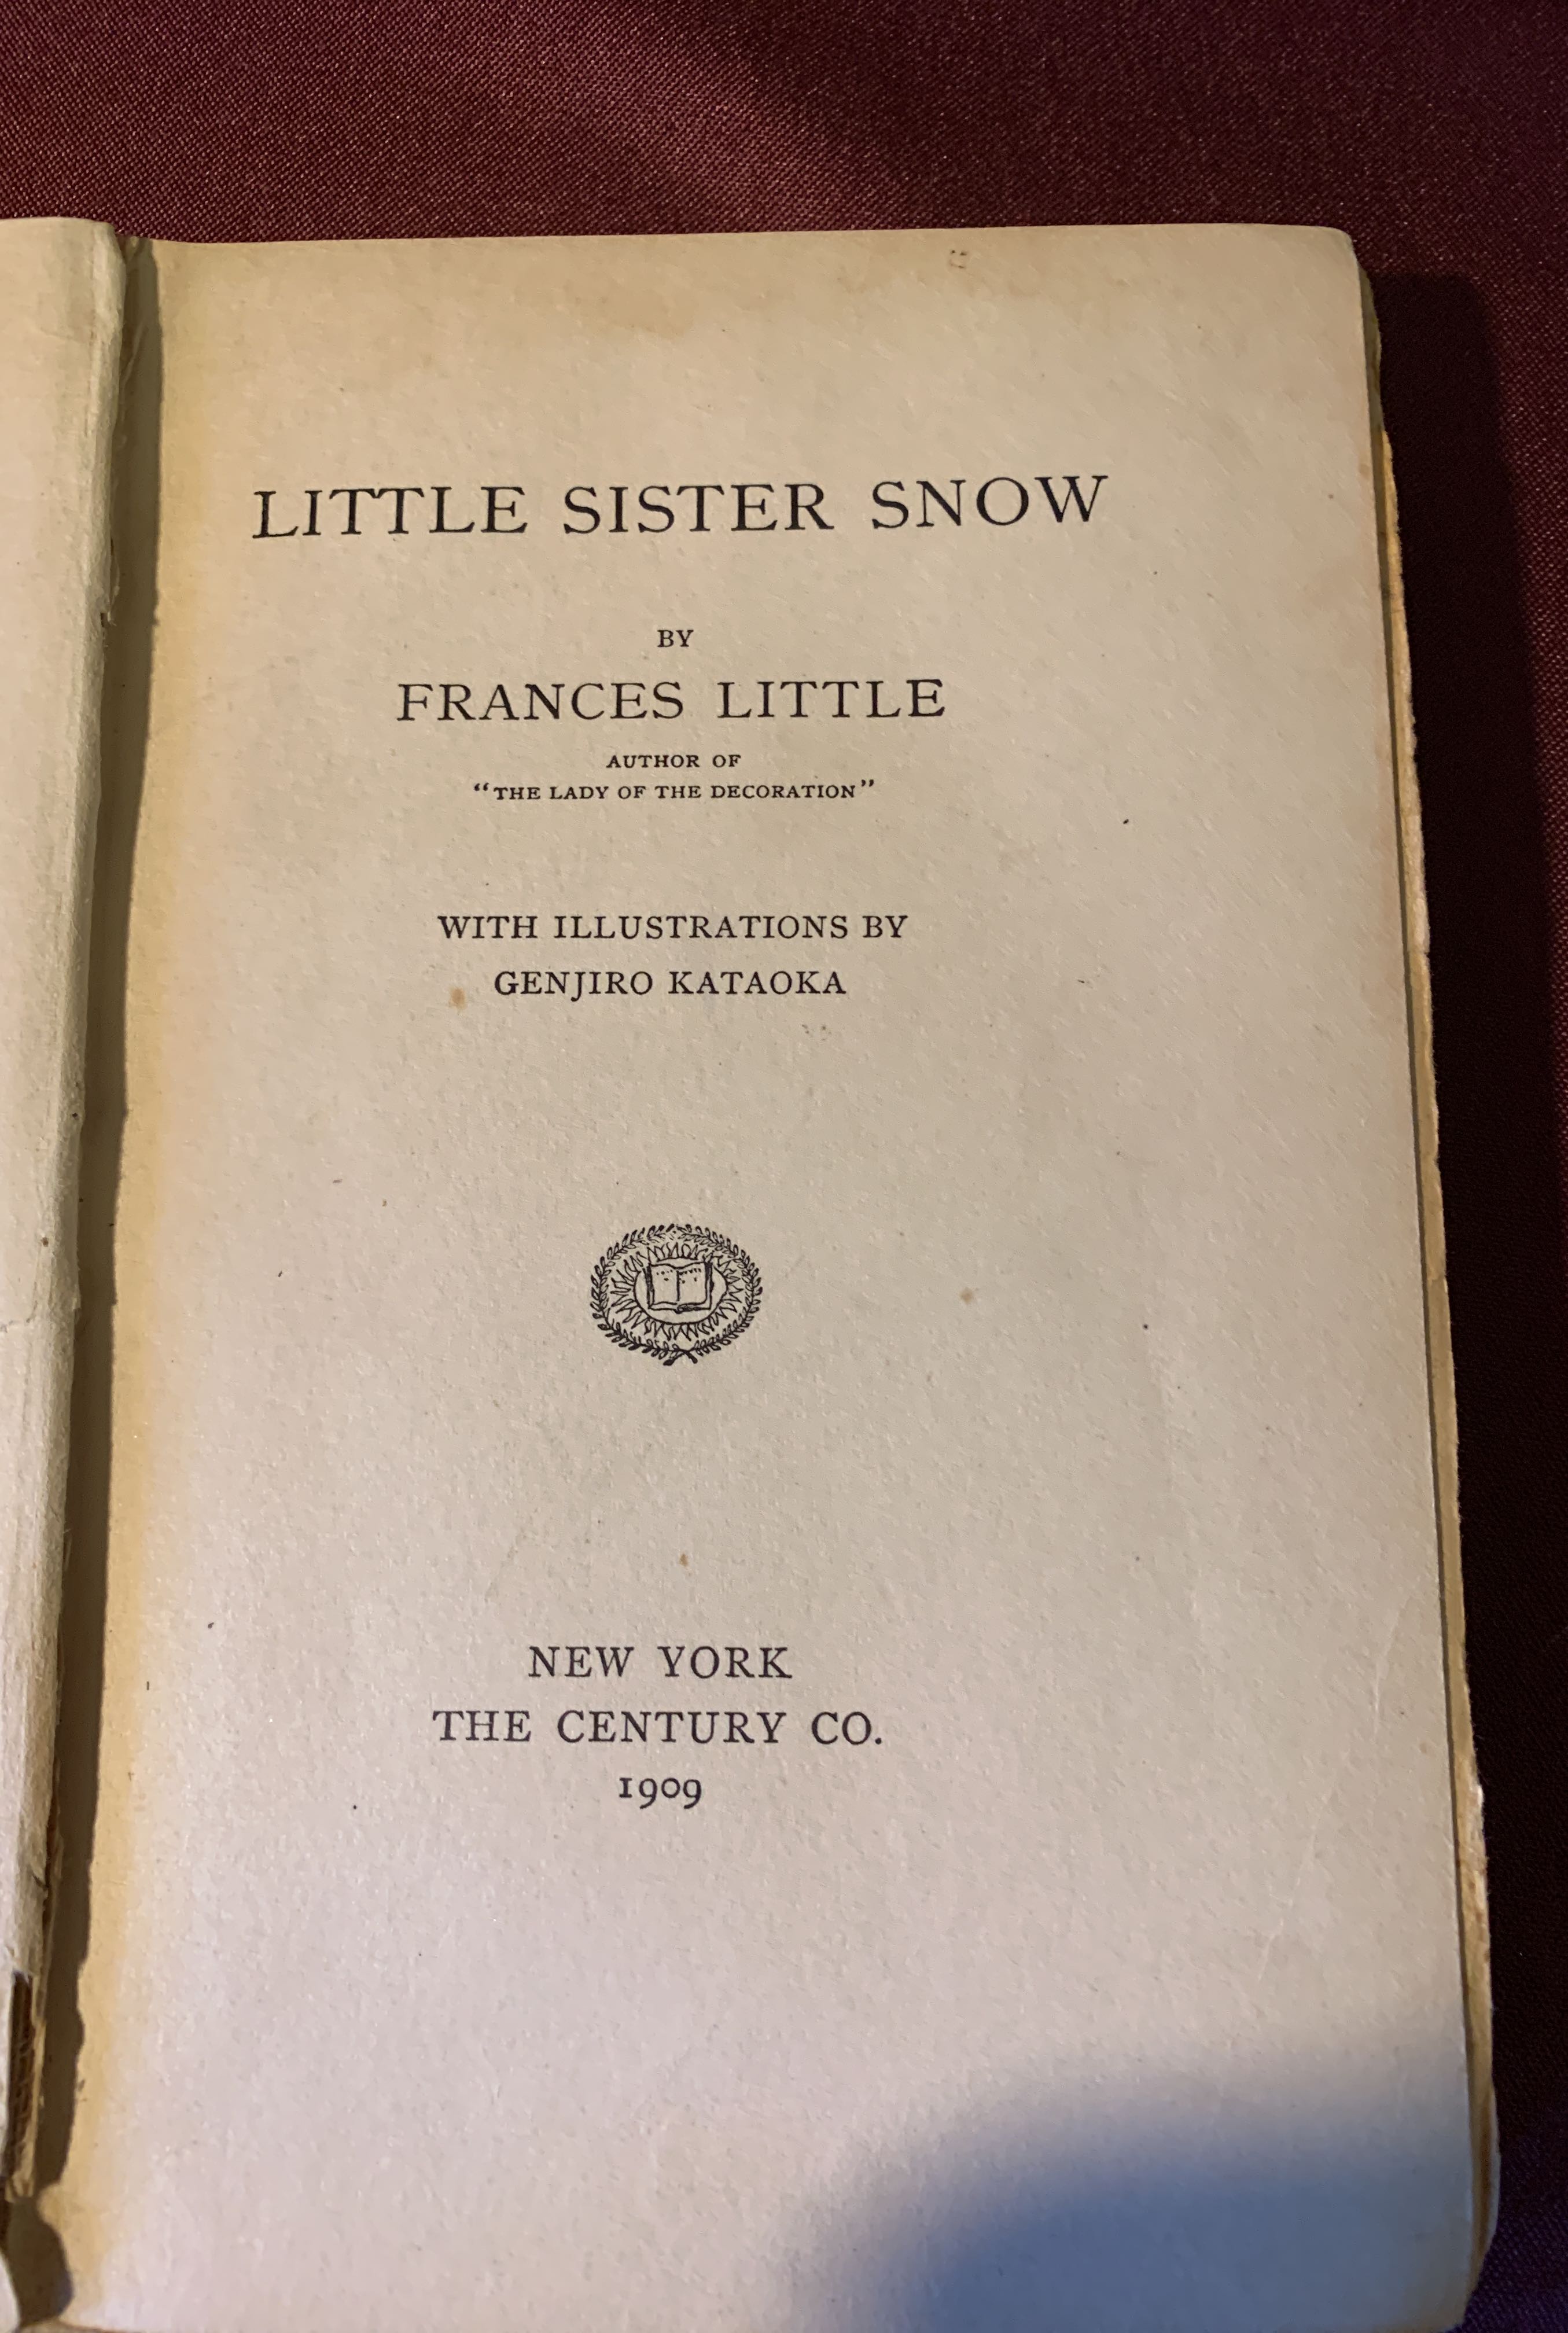 LITTLE SISTER SNOW
BY
FRANCES LITTLE
AUTHOR OF
“THE LADY OF THE DECORATION”
WITH ILLUSTRATIONS BY
GENJIRO KATAOKA
NEW YORK
THE CENTURY CO.
1909